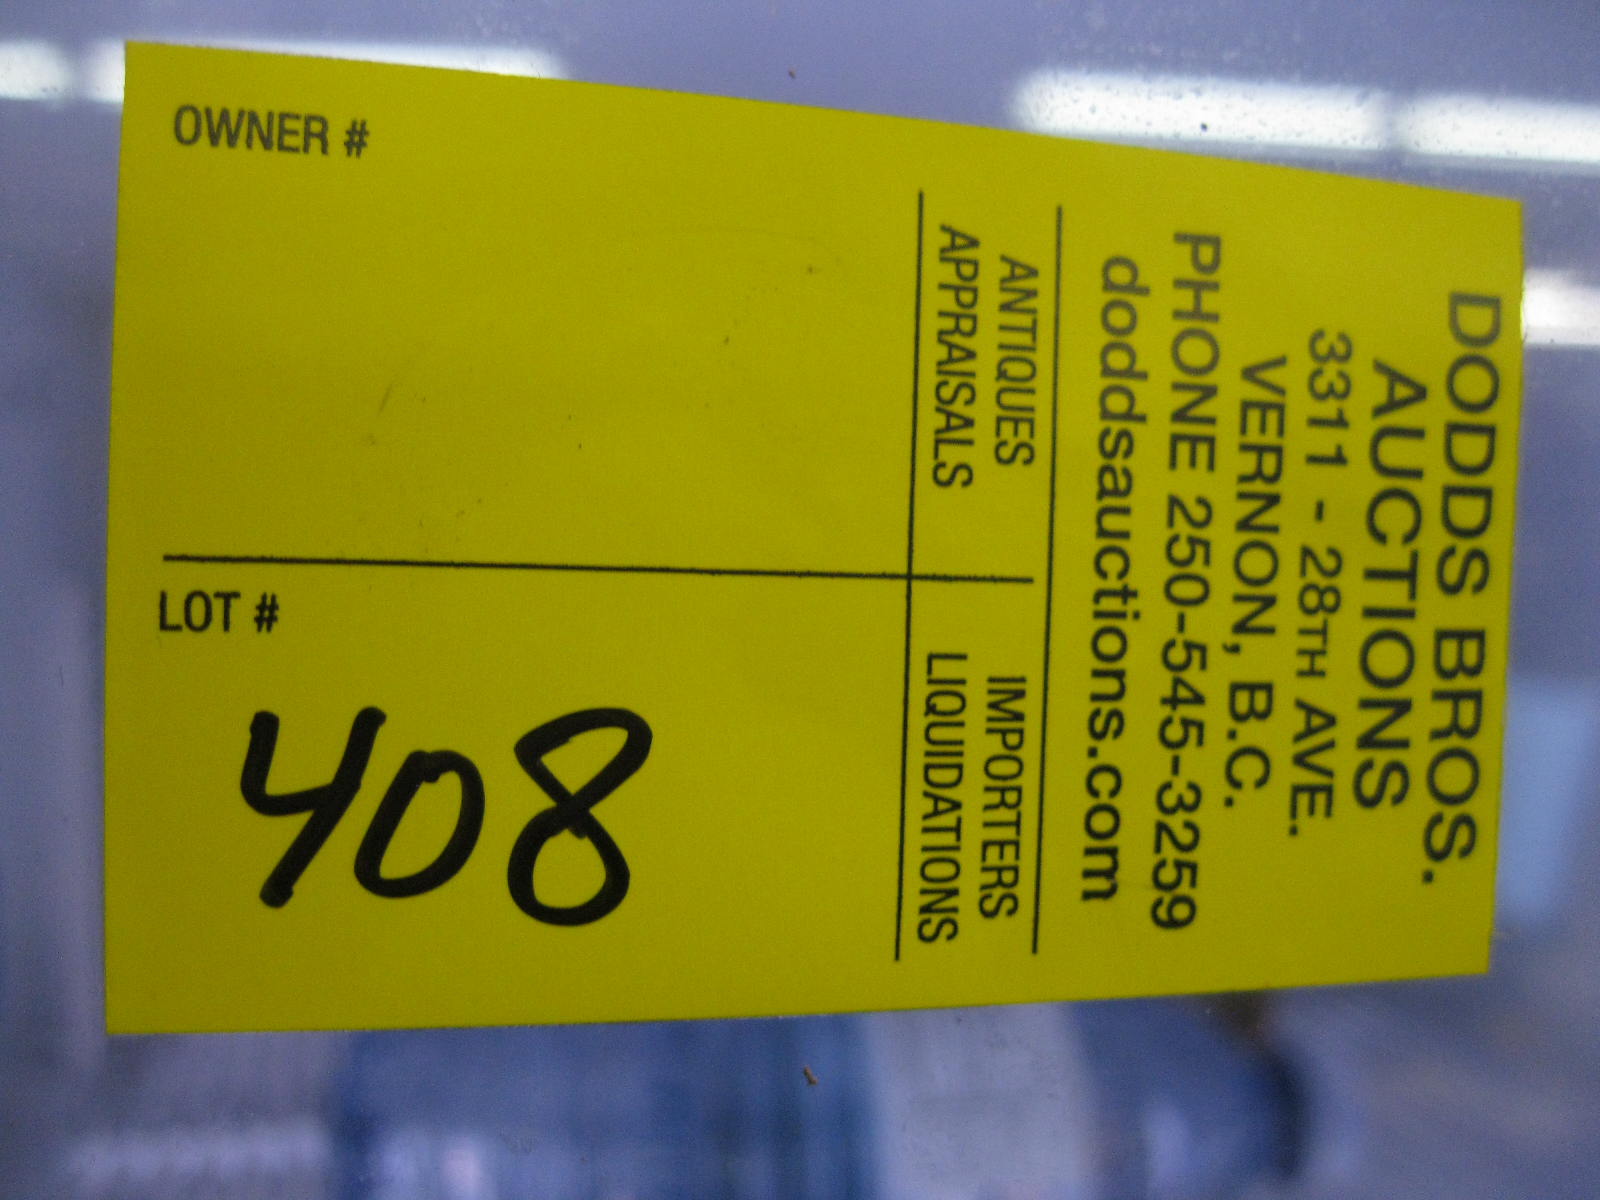 DODDS BROS.
AUCTIONS
3311 - 28TH AVE.
VERNON, B.C.
PHONE 250-545-3259
doddsauctions.com
ANTIQUES
APPRAISALS
IMPORTERS
LIQUIDATIONS
OWNER #
LOT #
408